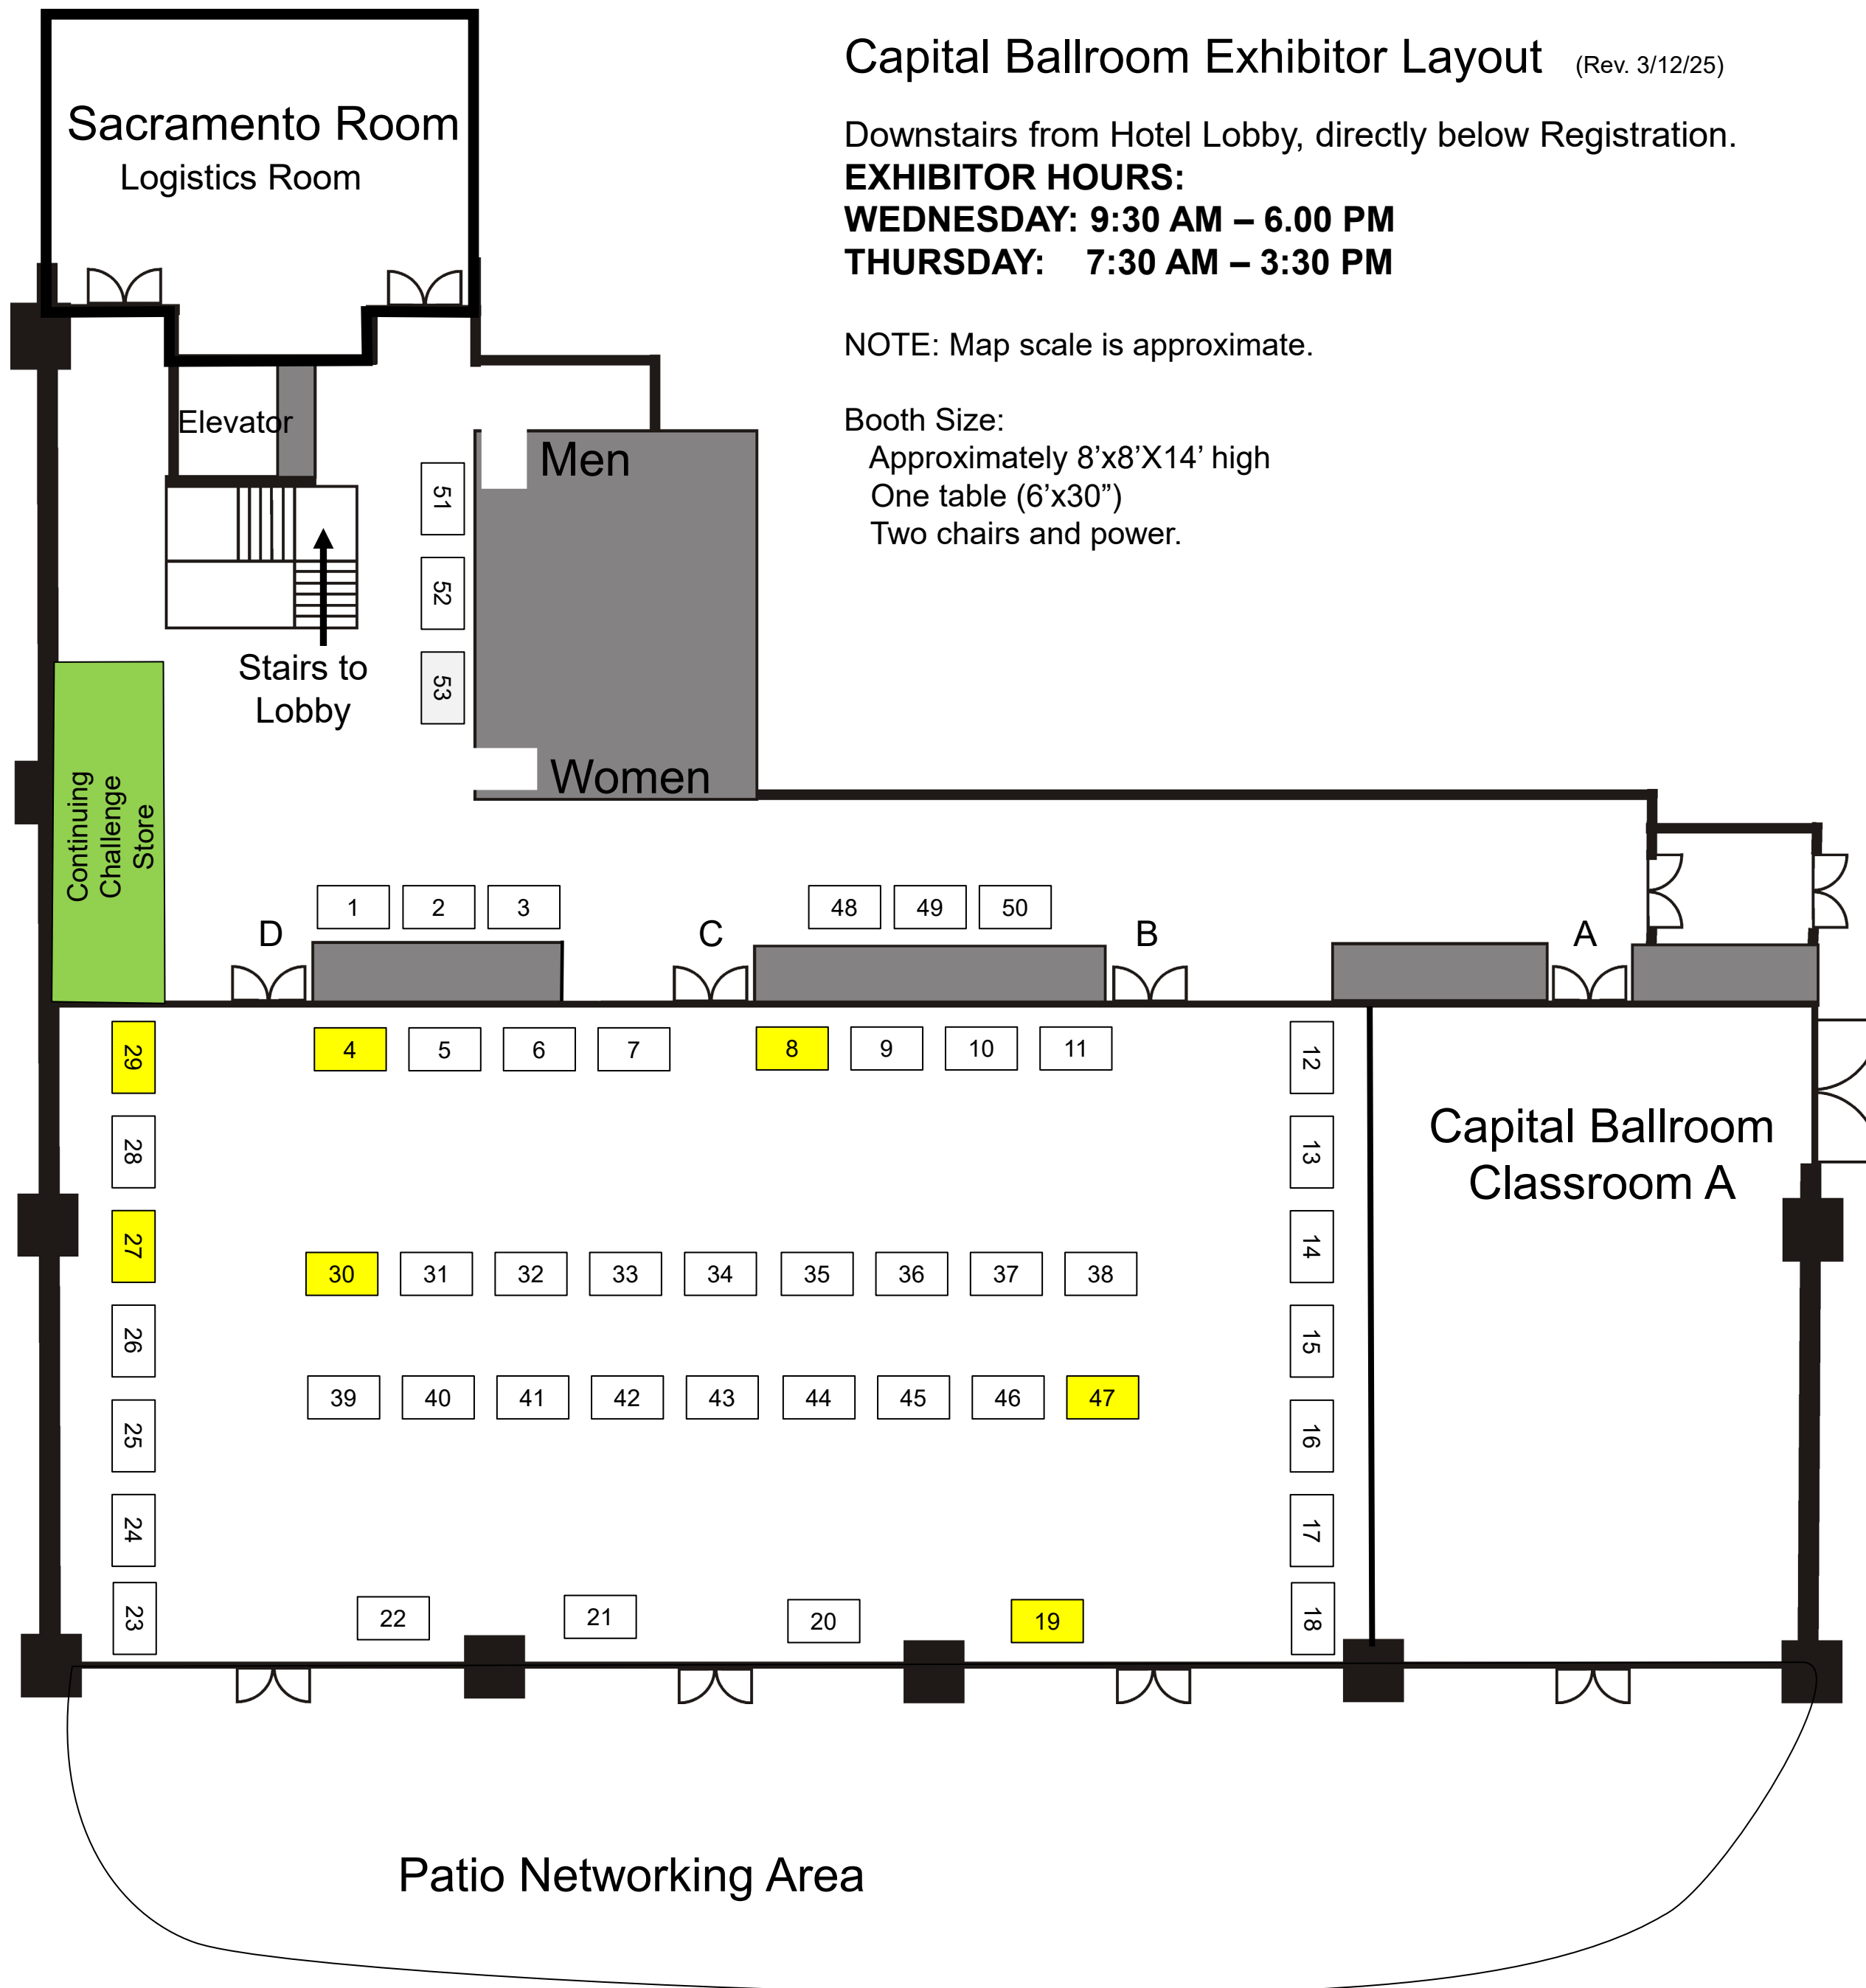 Capital Ballroom Exhibitor Layout (Rev. 3/12/25)
Downstairs from Hotel Lobby, directly below Registration.
EXHIBITOR HOURS:
WEDNESDAY: 9:30 AM – 6.00 PM
THURSDAY: 7:30 AM – 3:30 PM
NOTE: Map scale is approximate.
Booth Size:
Approximately 8’x8’X14’ high
One table (6’x30”)
Two chairs and power.
Sacramento Room
Logistics Room
Elevator
Men
51
52
53
Stairs to
Lobby
Women
Continuing
Challenge
Store
1 2 3 48 49 50
D C B A
29
28
27
26
25
24
23
4 5 6 7 8 9 10 11
12
13
14
15
16
17
18
Capital Ballroom
Classroom A
30 31 32 33 34 35 36 37 38
39 40 41 42 43 44 45 46 47
22 21 20 19
Patio Networking Area